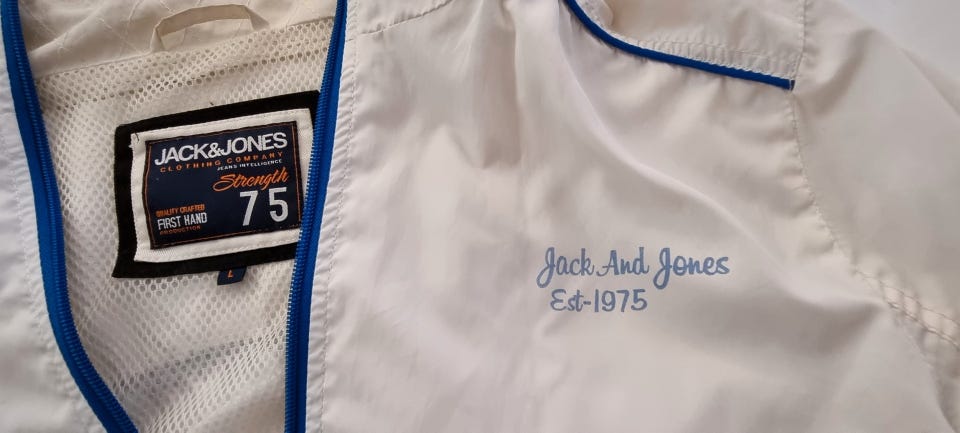 JACK&JONES
CLOTHING COMPANY
JEANS INTELLIGENCE
Strength
75
QUALITY CRAFTED
FIRST HAND
PRODUCTION
L
Jack And Jones
Est-1975